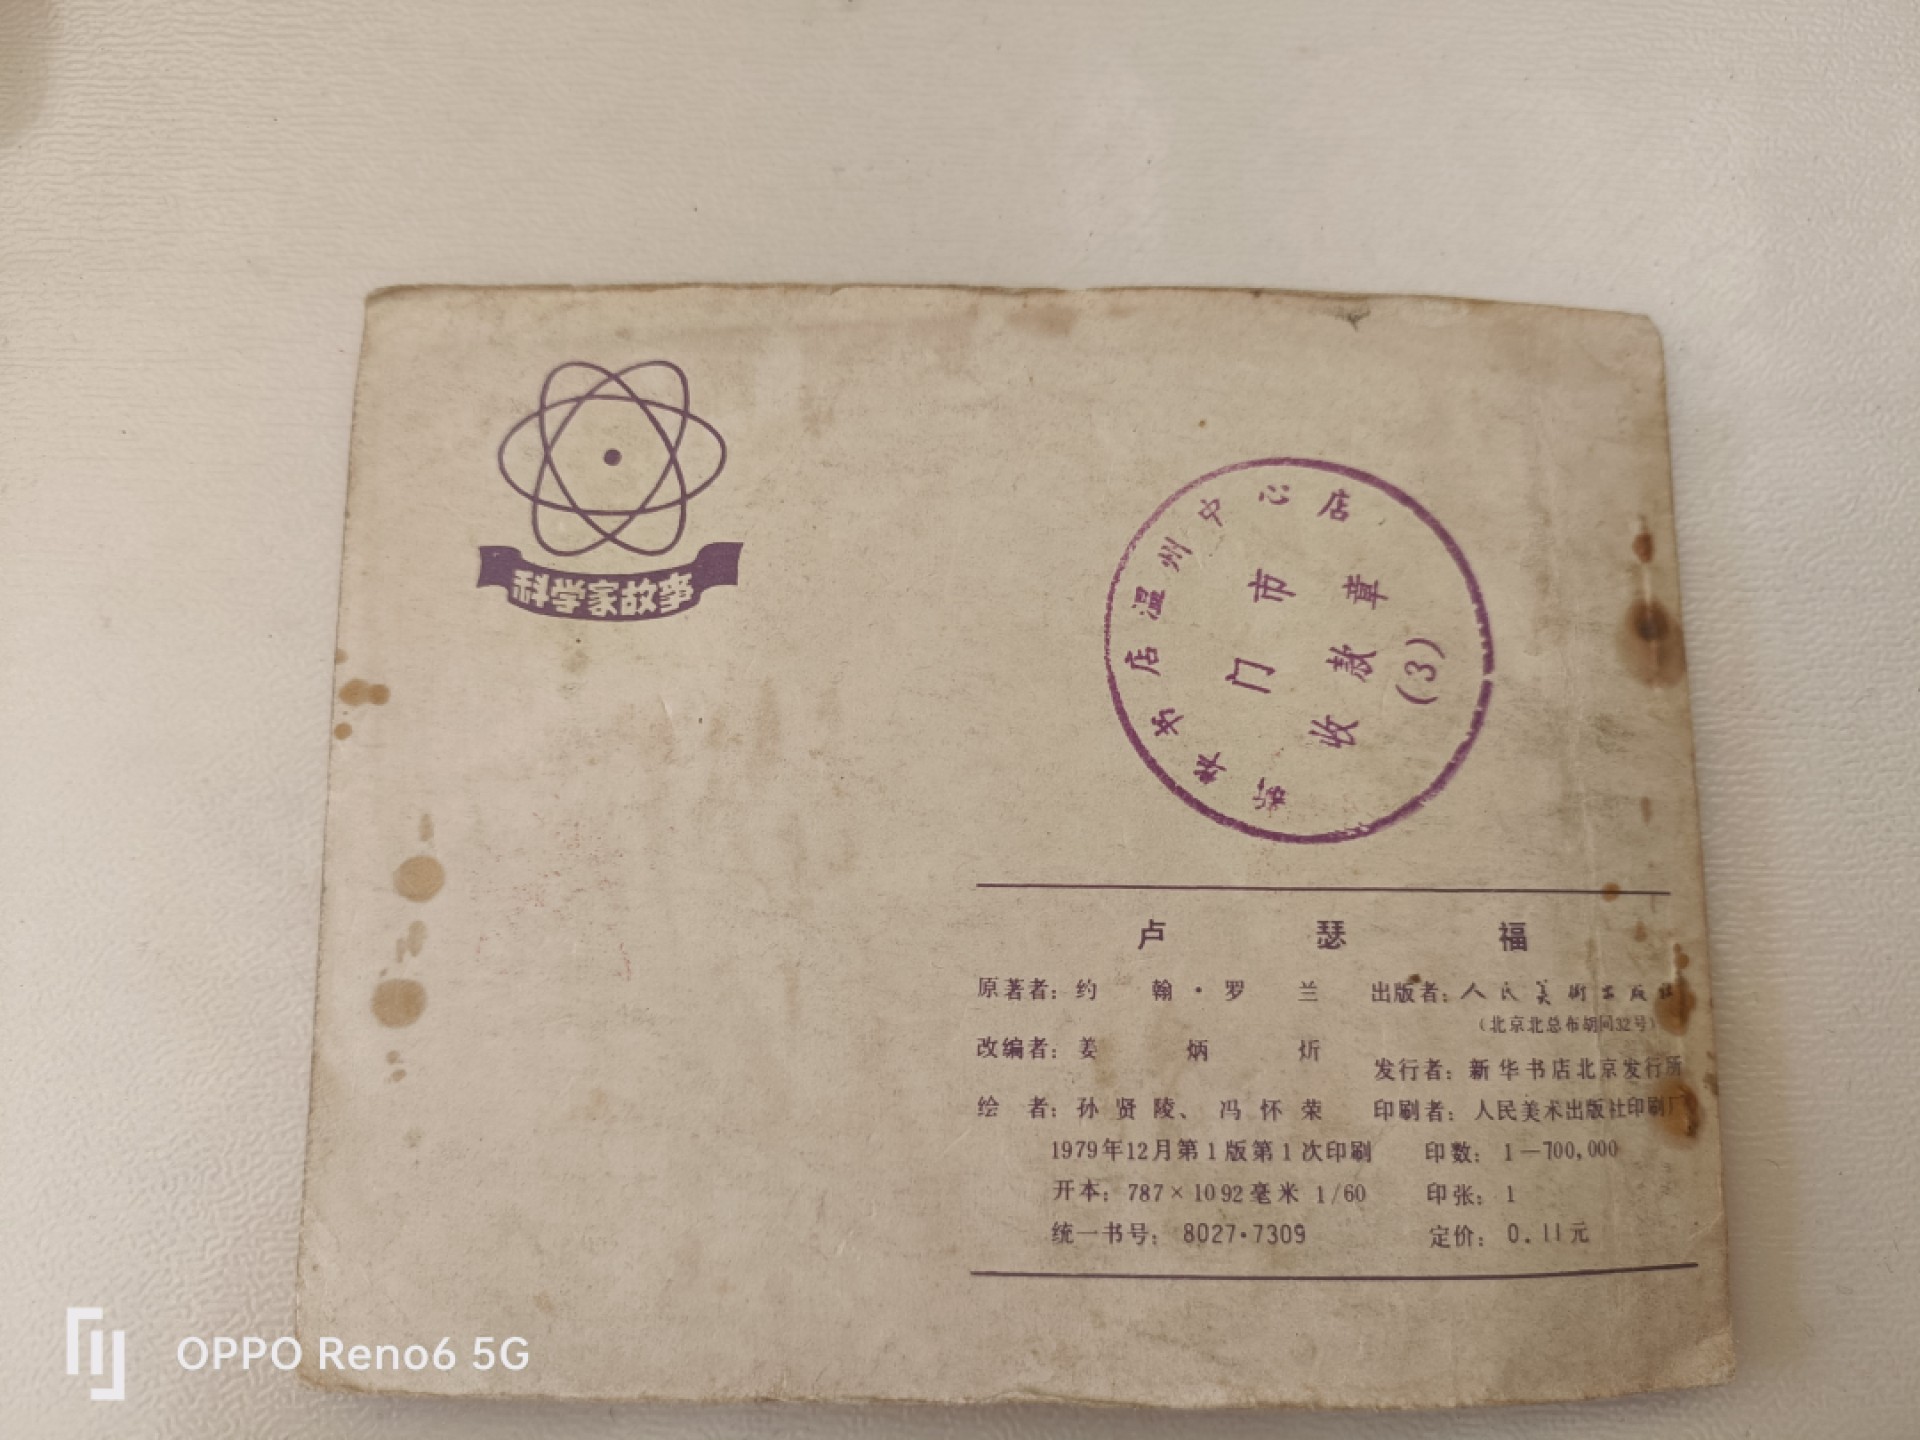 科学家故事
新华书店温州中心店
门市
收款章
(3)
卢瑟福
原著者：约翰·罗兰
改编者：姜炳炘
绘者：孙贤陵、冯怀荣
出版者：人民美術出版社
（北京北总布胡同32号）
发行者：新华书店北京发行所
印刷者：人民美术出版社印刷厂
1979年12月第1版第1次印刷 印数：1—700,000
开本：787×1092毫米 1/60 印张：1
统一书号：8027·7309 定价：0.11元
OPPO Reno6 5G